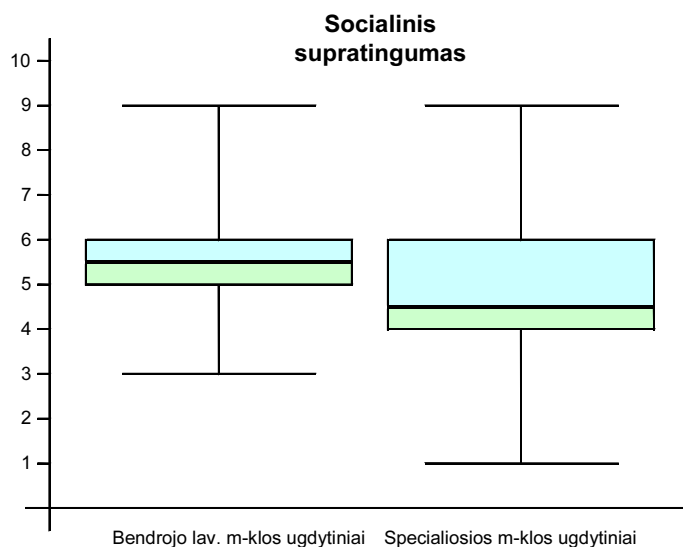 Socialinis
supratingumas
10
9
8
7
6
5
4
3
2
1
Bendrojo lav. m-klos ugdytiniai
Specialiosios m-klos ugdytiniai